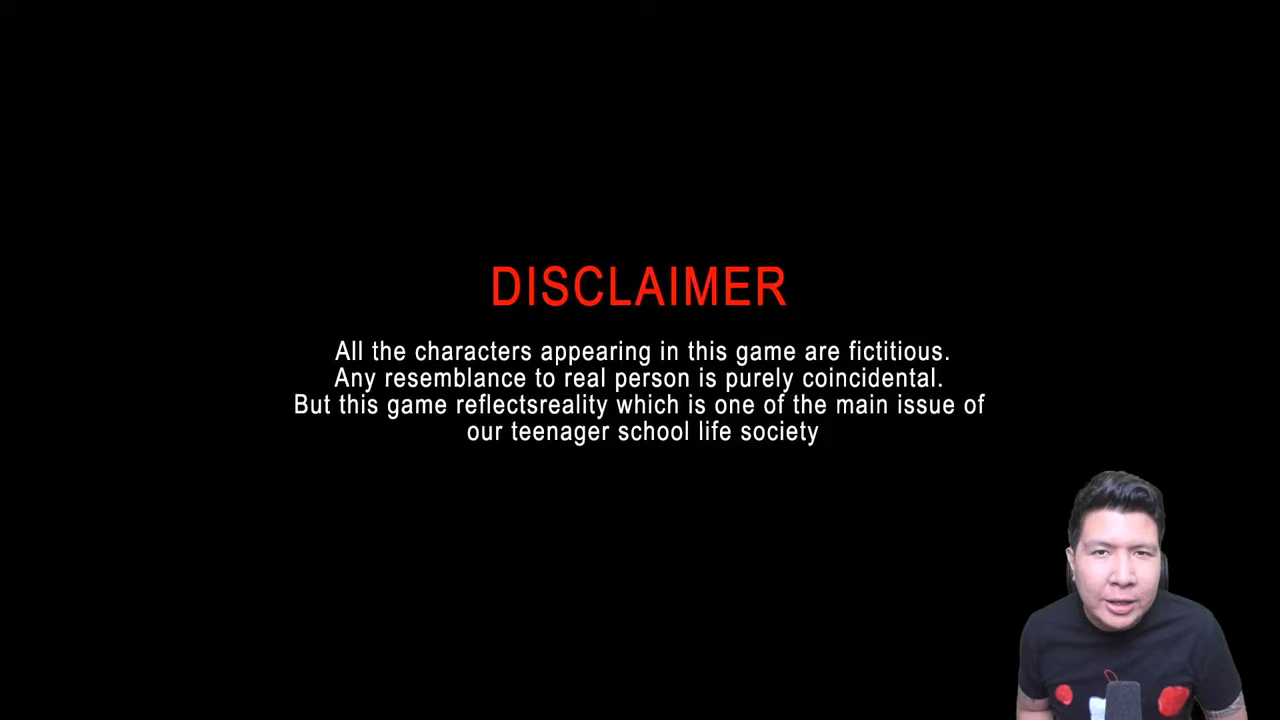 DISCLAIMER
All the characters appearing in this game are fictitious.
Any resemblance to real person is purely coincidental.
But this game reflectsreality which is one of the main issue of
our teenager school life society